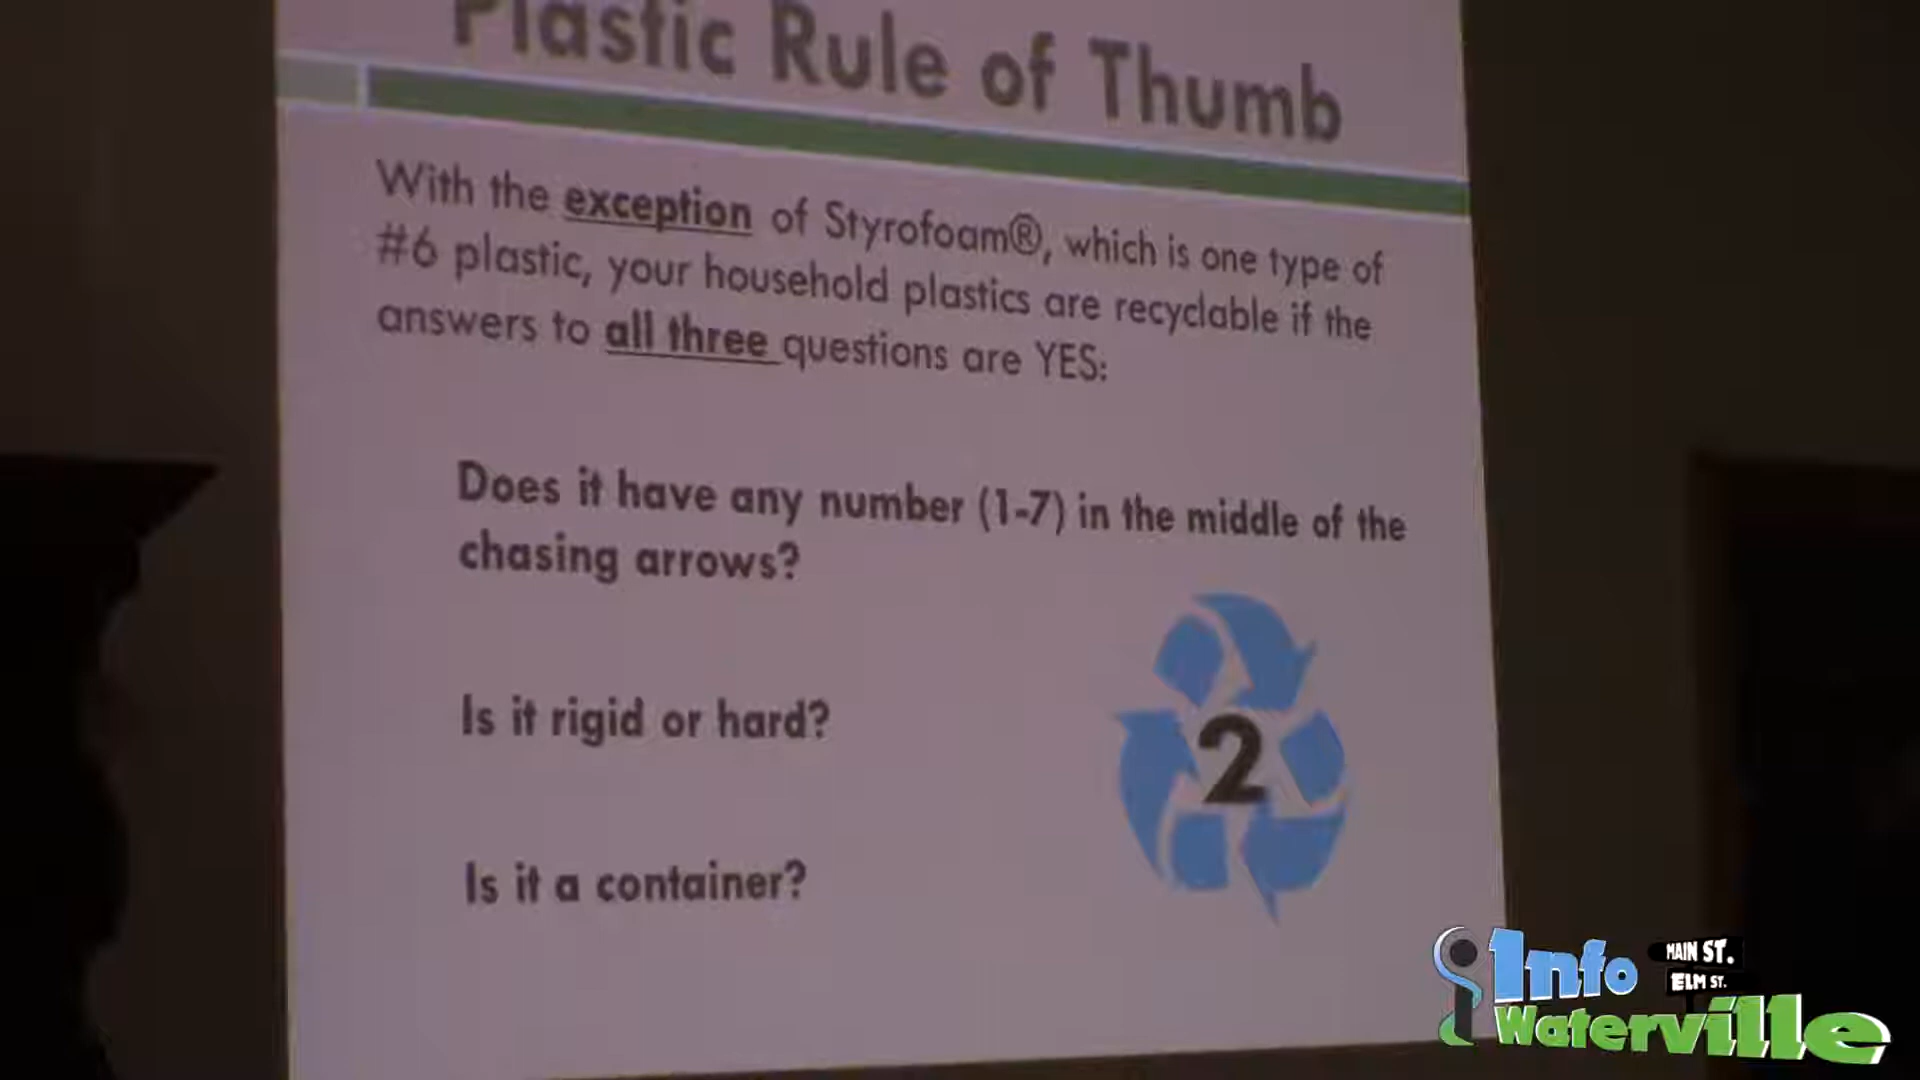 Plastic Rule of Thumb
With the exception of Styrofoam®, which is one type of
#6 plastic, your household plastics are recyclable if the
answers to all three questions are YES:
Does it have any number (1-7) in the middle of the
chasing arrows?
Is it rigid or hard?
2
Is it a container?
Info
MAIN ST.
ELM ST.
Waterville